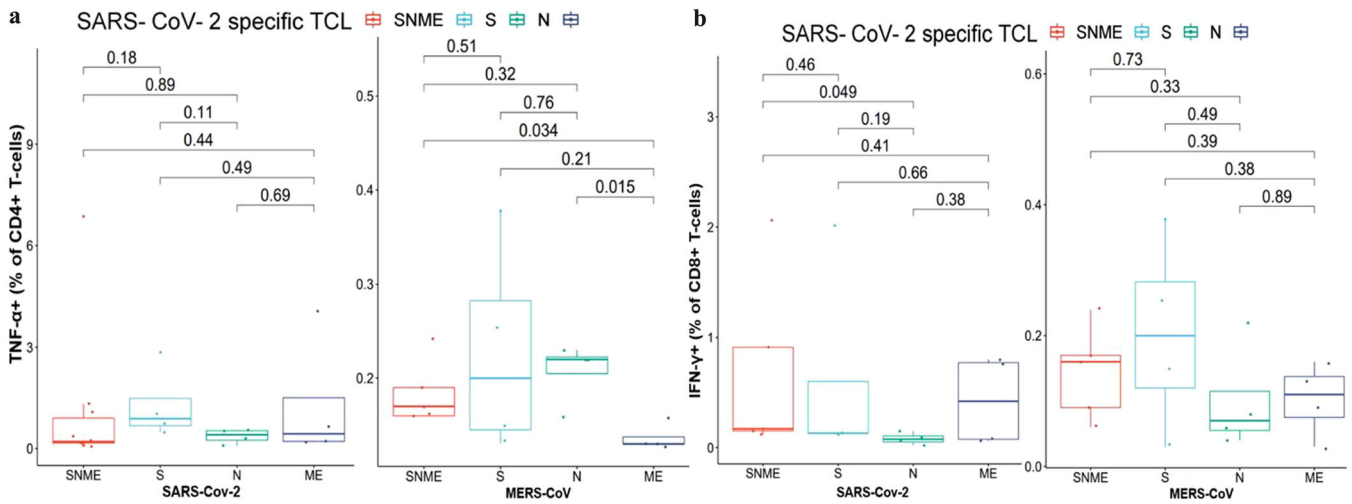 a
SARS- CoV- 2 specific TCL SNME S N
TNF-α+ (% of CD4+ T-cells)
9
6
3
0
0.18
0.89
0.11
0.44
0.49
0.69
SNME S N ME
SARS-Cov-2
0.5
0.4
0.3
0.2
0.51
0.32
0.76
0.034
0.21
0.015
SNME S N ME
MERS-CoV
b
SARS- CoV- 2 specific TCL SNME S N
IFN-γ+ (% of CD8+ T-cells)
3
2
1
0
0.46
0.049
0.19
0.41
0.66
0.38
SNME S N ME
SARS-CoV-2
0.6
0.4
0.2
0.0
0.73
0.33
0.49
0.39
0.38
0.89
SNME S N ME
MERS-CoV